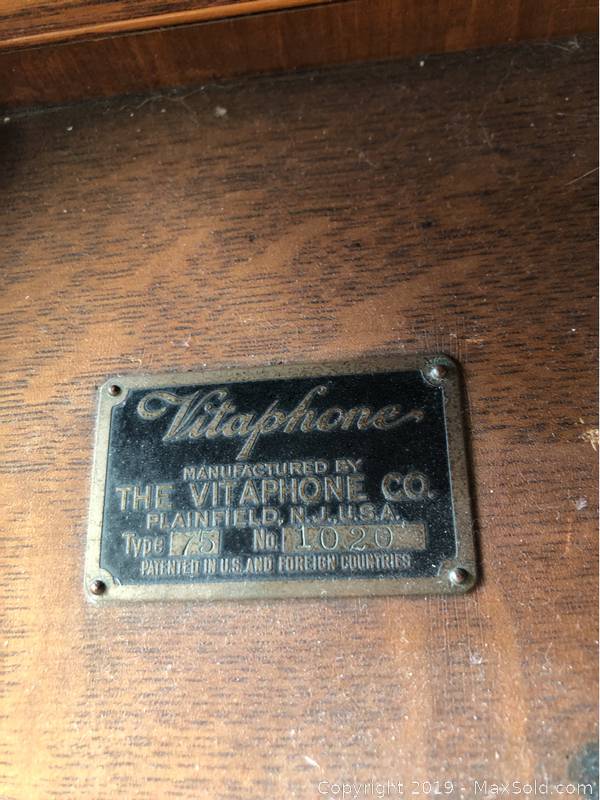 Vitaphone
MANUFACTURED BY
THE VITAPHONE CO.
PLAINFIELD, N.J., U.S.A.
Type 75 No. 1020
PATENTED IN U.S. AND FOREIGN COUNTRIES
Copyright 2019 - MaxSold.com